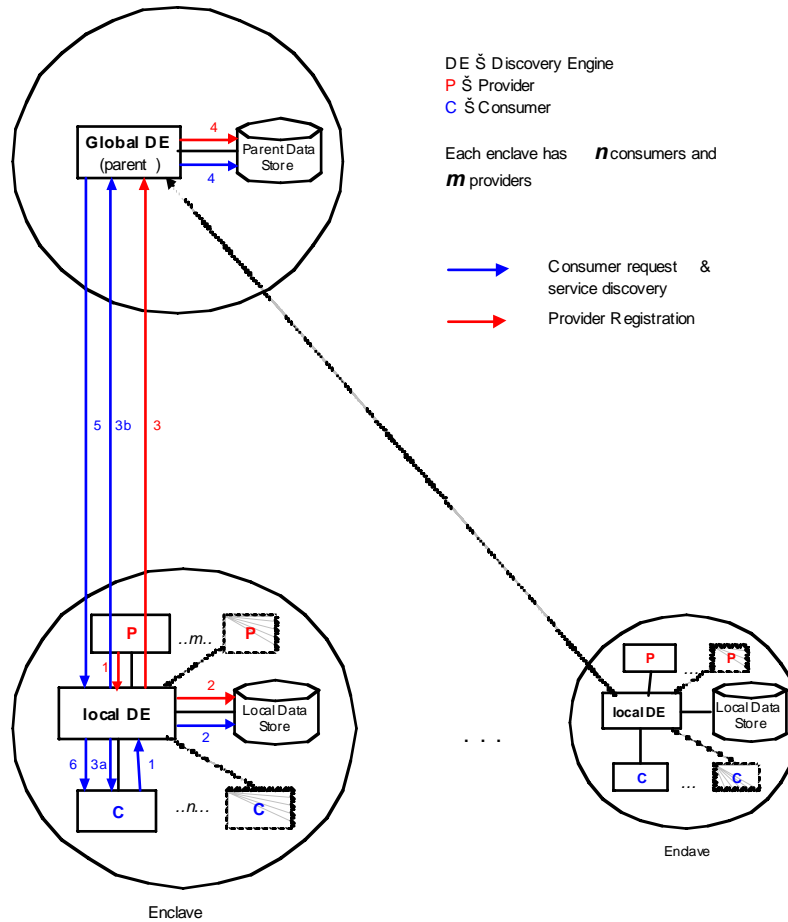 DE Š Discovery Engine
P Š Provider
C Š Consumer
Each enclave has n consumers and
m providers
Consumer request &
service discovery
Provider Registration
Global DE
(parent )
4
Parent Data
Store
4
5
3b
3
P
..m..
P
1
local DE
2
Local Data
Store
2
6
3a
1
C
..n...
C
Enclave
. . .
P
...
P
local DE
Local Data
Store
C
...
C
Enclave